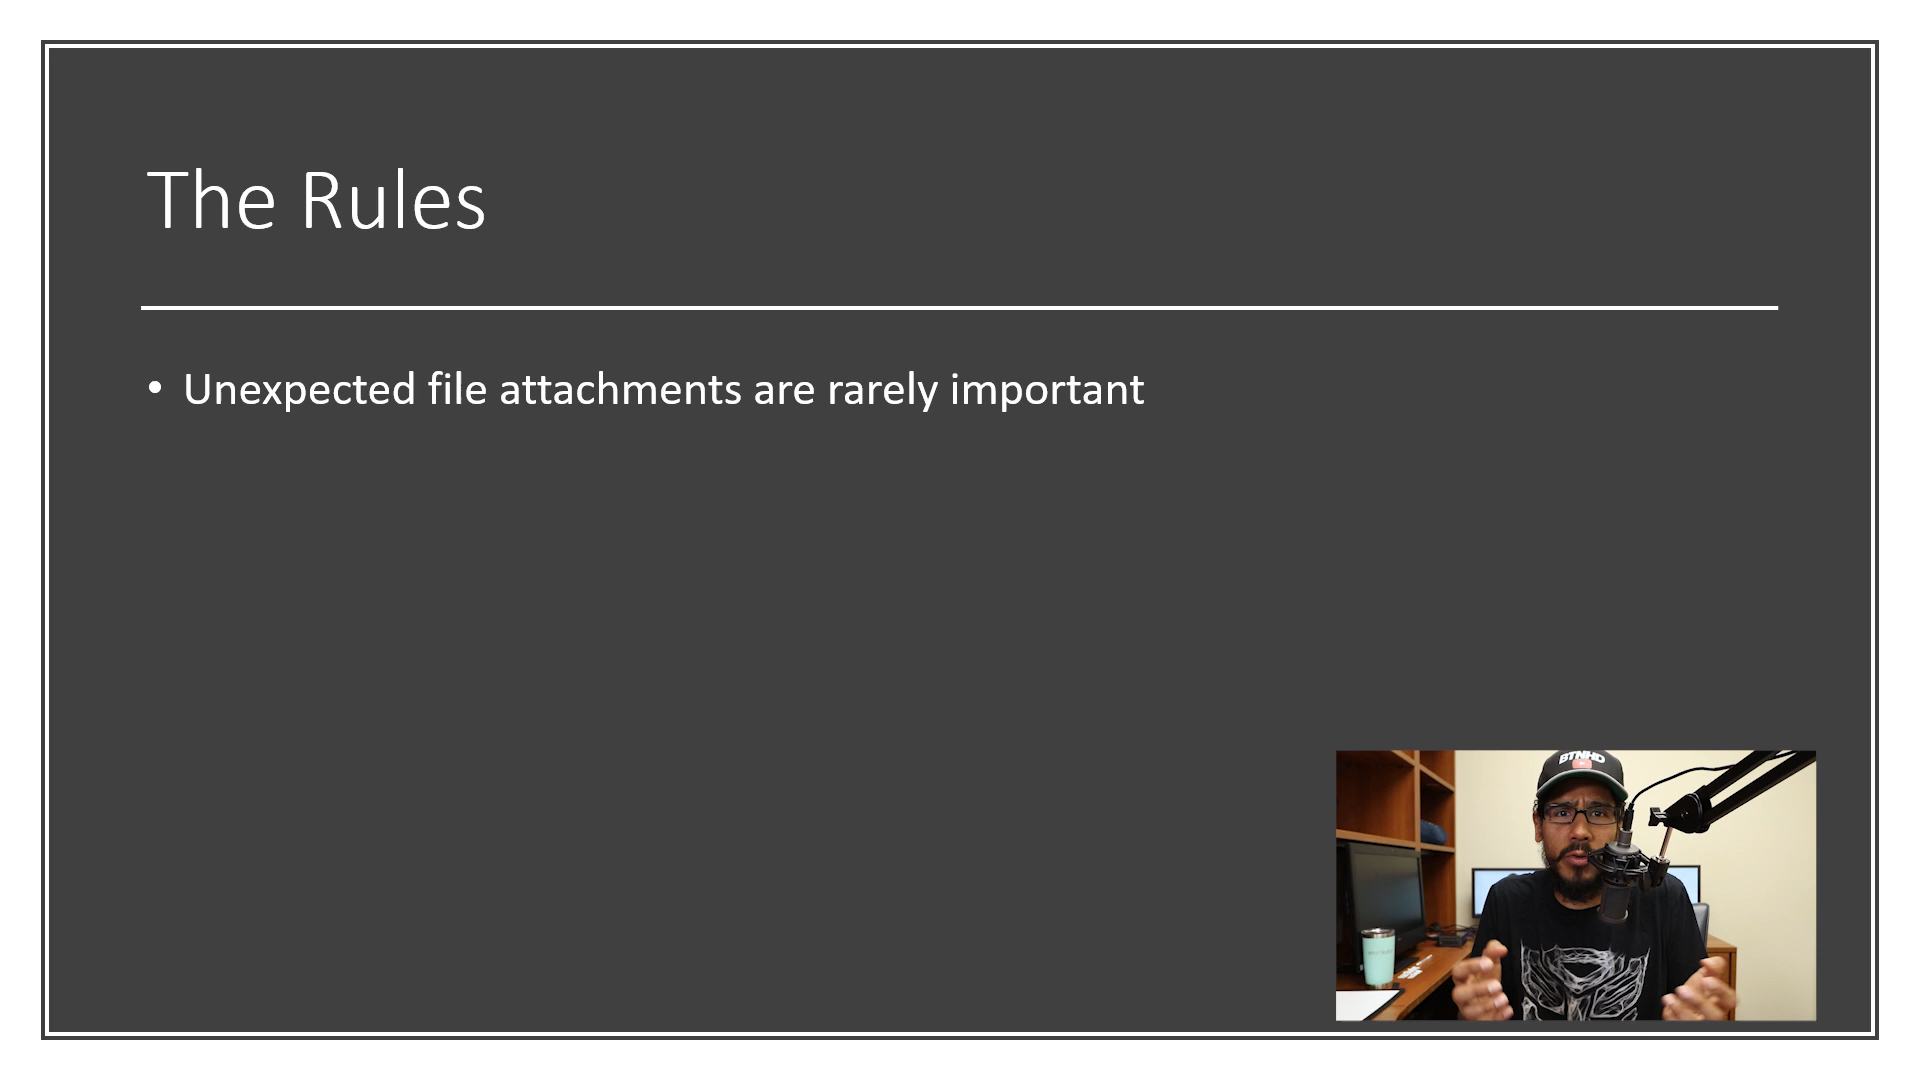 The Rules
• Unexpected file attachments are rarely important
BTNHD